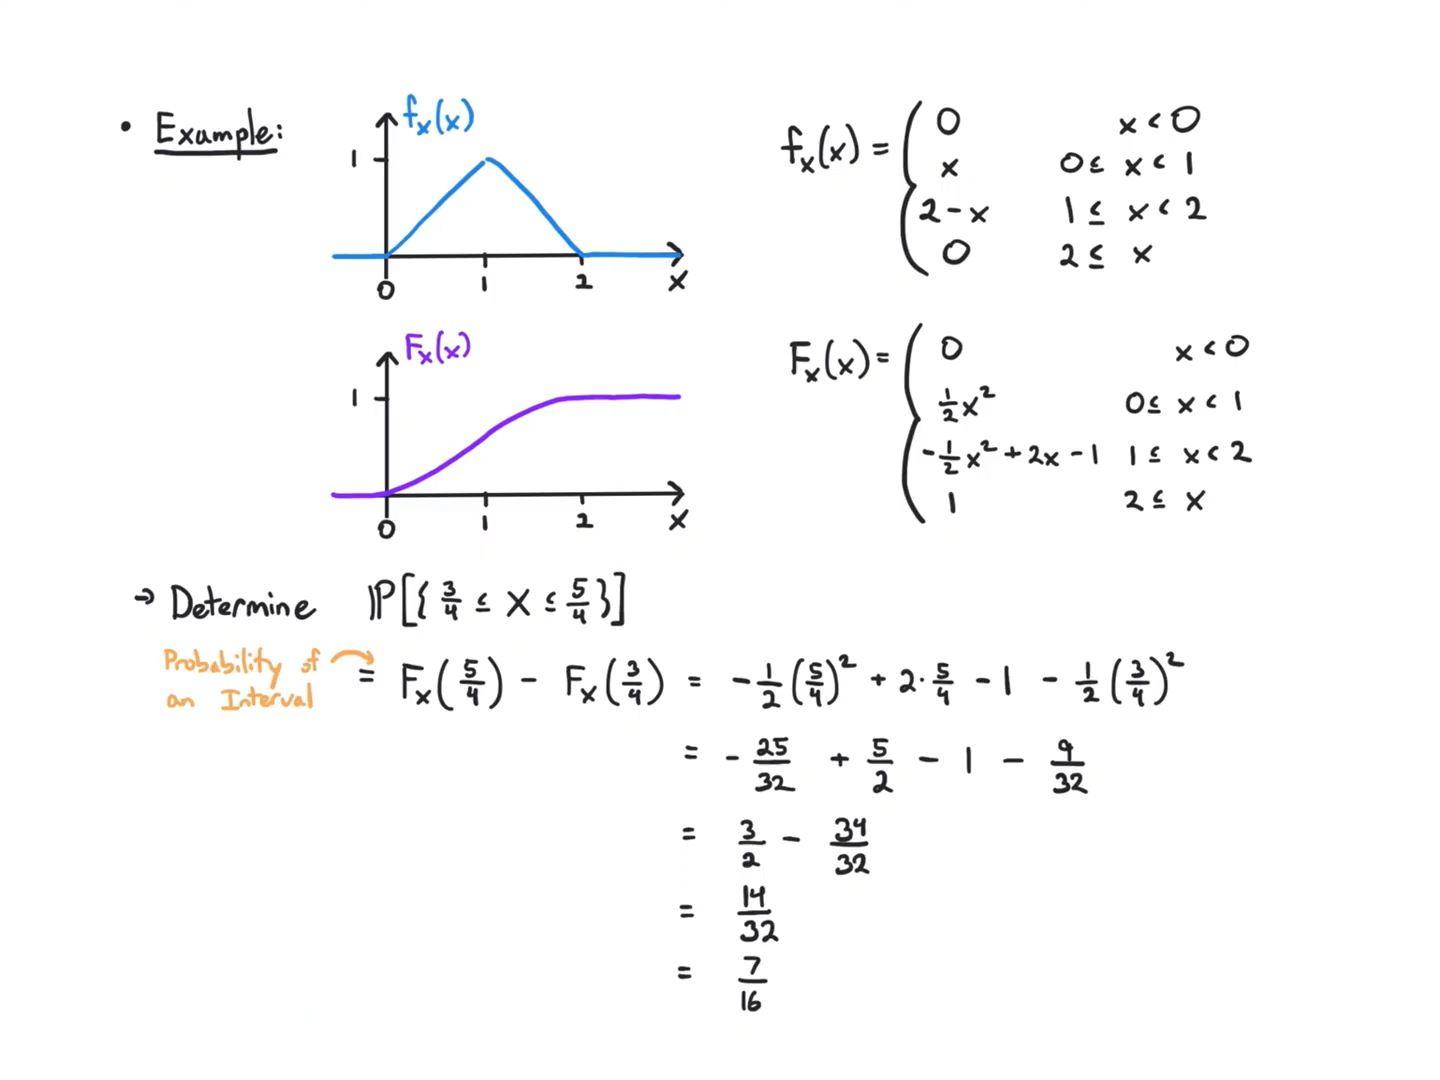 • Example:
fx(x)
1
0 1 2 x
fx(x) = { 0 x < 0
x 0 ≤ x < 1
2 - x 1 ≤ x < 2
0 2 ≤ x
Fx(x)
1
0 1 2 x
Fx(x) = { 0 x < 0
1/2 x² 0 ≤ x < 1
-1/2 x² + 2x - 1 1 ≤ x < 2
1 2 ≤ x
→ Determine ℙ[{3/4 ≤ X ≤ 5/4}]
Probability of
an Interval
= Fx(5/4) - Fx(3/4) = -1/2 (5/4)² + 2·5/4 - 1 - 1/2 (3/4)²
= -25/32 + 5/2 - 1 - 9/32
= 3/2 - 34/32
= 14/32
= 7/16